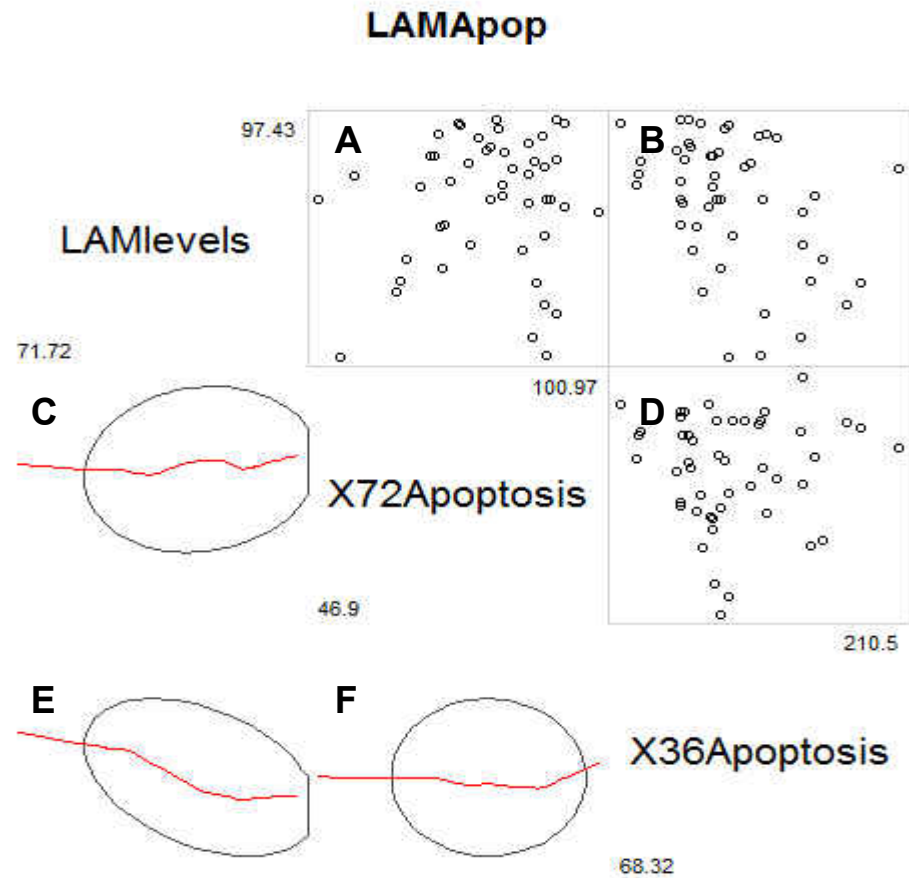 LAMApop
97.43
A
B
LAMlevels
71.72
100.97
C
D
X72Apoptosis
46.9
210.5
E
F
X36Apoptosis
68.32